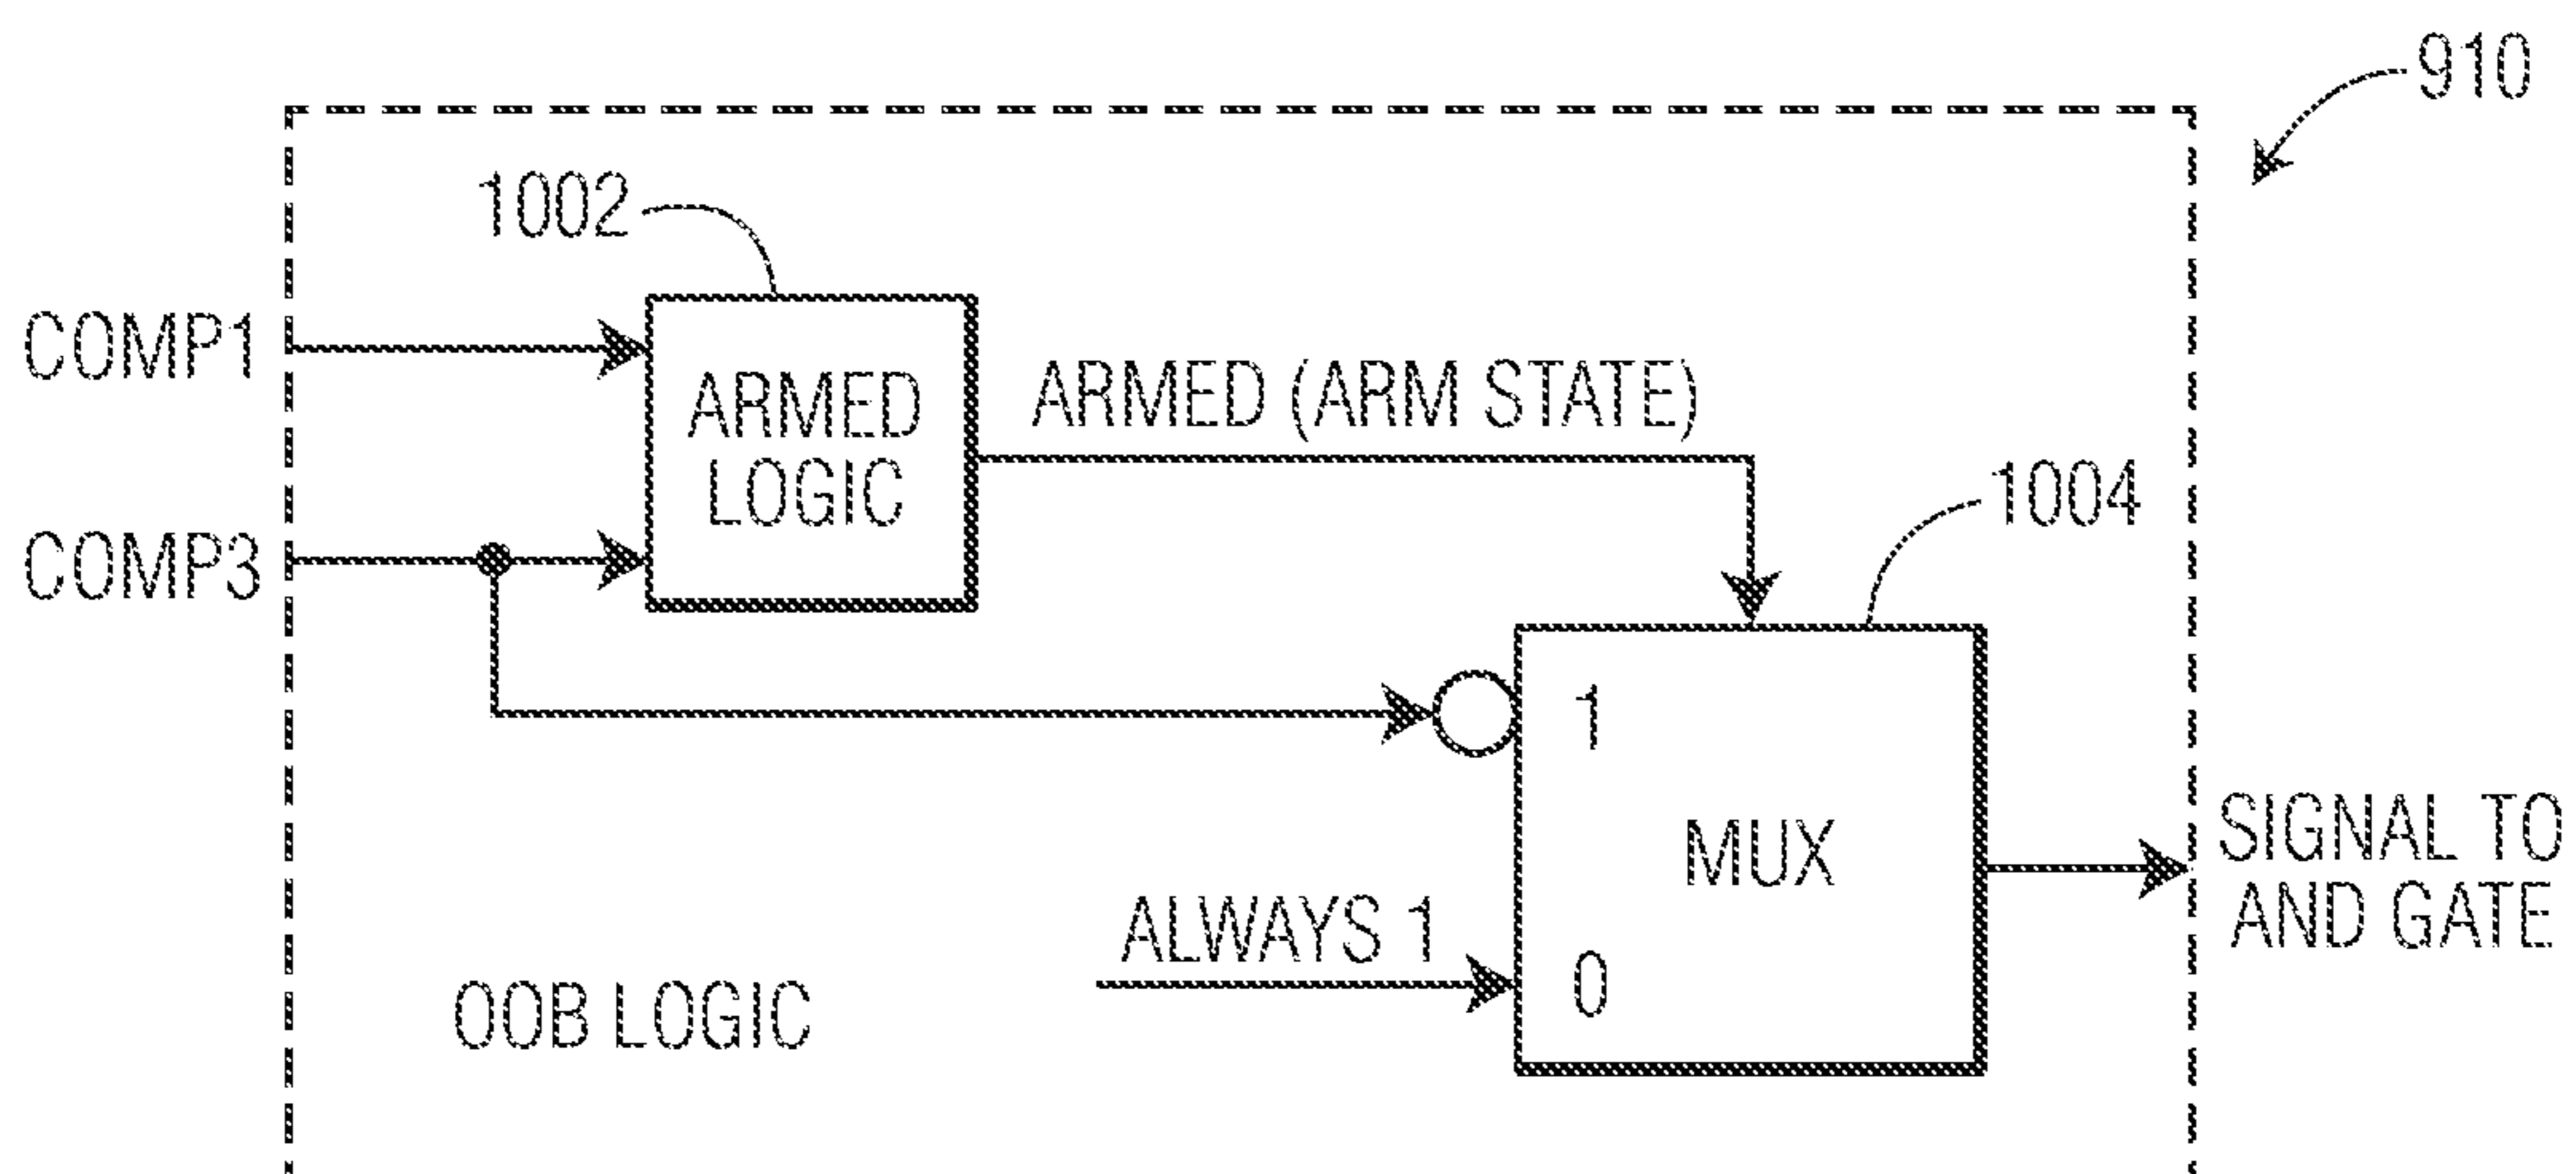 910
1002
COMP1
ARMED
LOGIC
ARMED (ARM STATE)
COMP3
1004
1
MUX
ALWAYS 1
0
SIGNAL TO
AND GATE
OOB LOGIC